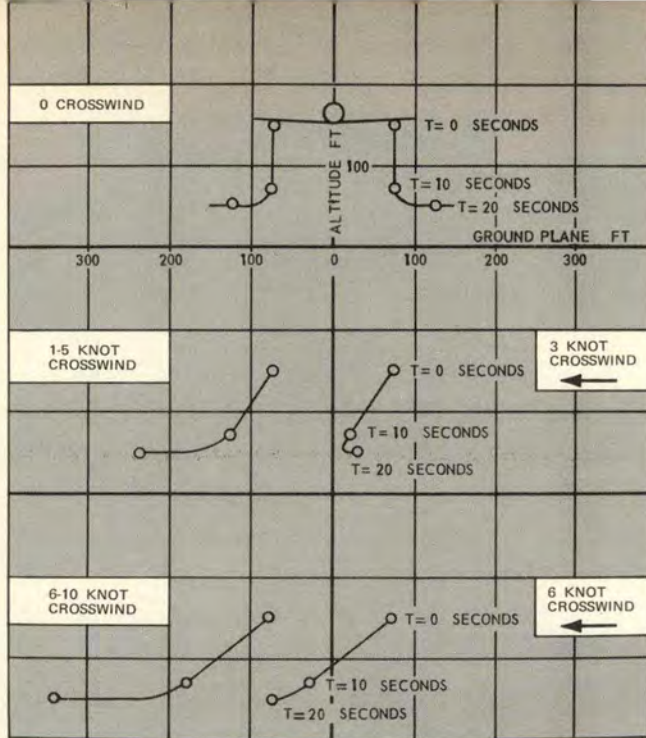 0 CROSSWIND
T=0 SECONDS
ALTITUDE FT
100
T=10 SECONDS
T=20 SECONDS
GROUND PLANE FT
300 200 100 0 100 200 300
1-5 KNOT
CROSSWIND
3 KNOT
CROSSWIND
T=0 SECONDS
T=10 SECONDS
T=20 SECONDS
6-10 KNOT
CROSSWIND
6 KNOT
CROSSWIND
T=0 SECONDS
T=10 SECONDS
T=20 SECONDS